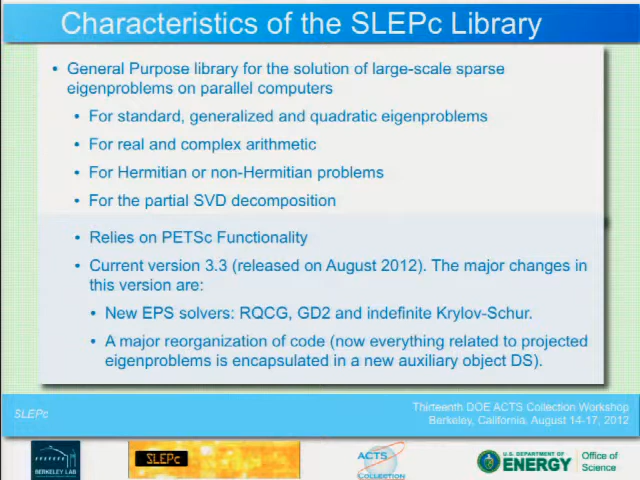 Characteristics of the SLEPc Library
• General Purpose library for the solution of large-scale sparse
eigenproblems on parallel computers
• For standard, generalized and quadratic eigenproblems
• For real and complex arithmetic
• For Hermitian or non-Hermitian problems
• For the partial SVD decomposition
• Relies on PETSc Functionality
• Current version 3.3 (released on August 2012). The major changes in
this version are:
• New EPS solvers: RQCG, GD2 and indefinite Krylov-Schur.
• A major reorganization of code (now everything related to projected
eigenproblems is encapsulated in a new auxiliary object DS).
SLEPc
Thirteenth DOE ACTS Collection Workshop
Berkeley, California, August 14-17, 2012
BERKELEY LAB
SLEPc
ACTS
COLLECTION
U.S. DEPARTMENT OF
ENERGY
Office of
Science